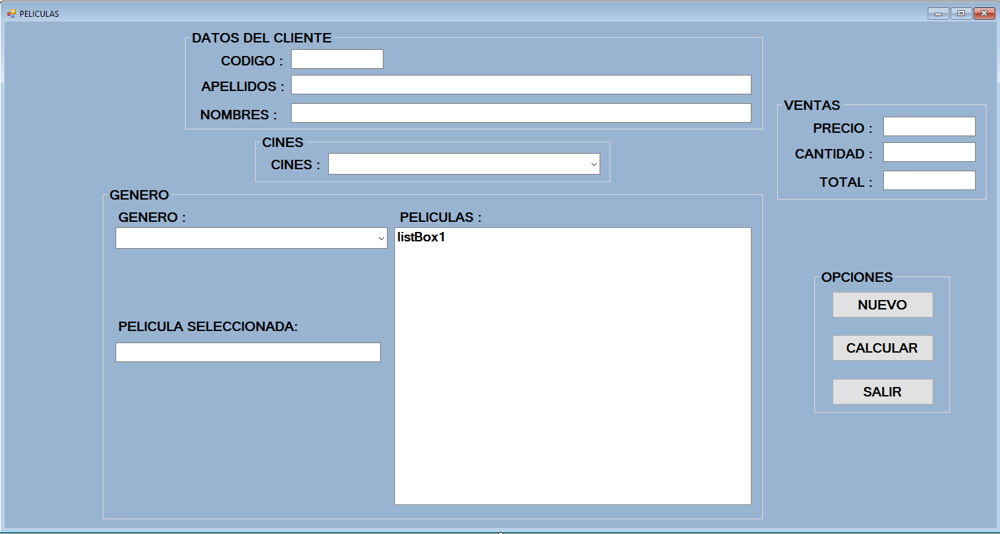 PELICULAS
DATOS DEL CLIENTE
CODIGO :
APELLIDOS :
NOMBRES :
VENTAS
PRECIO :
CANTIDAD :
TOTAL :
CINES
CINES :
GENERO
GENERO :
PELICULAS :
listBox1
PELICULA SELECCIONADA:
OPCIONES
NUEVO
CALCULAR
SALIR